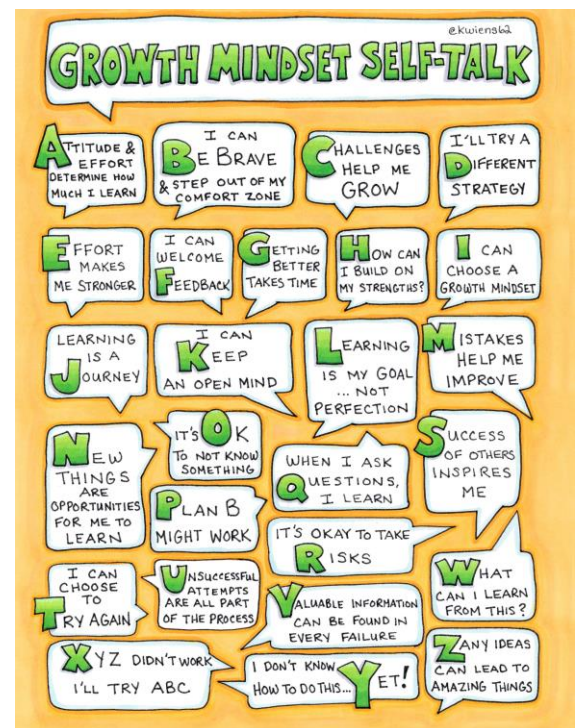 @kwiens62
GROWTH MINDSET SELF-TALK
ATTITUDE &
EFFORT
DETERMINE HOW
MUCH I LEARN
I CAN
BE BRAVE
& STEP OUT OF MY
COMFORT ZONE
CHALLENGES
HELP ME
GROW
I'LL TRY A
DIFFERENT
STRATEGY
EFFORT
MAKES
ME STRONGER
I CAN
WELCOME
FEEDBACK
GETTING
BETTER
TAKES TIME
HOW CAN
I BUILD ON
MY STRENGTHS?
I CAN
CHOOSE A
GROWTH MINDSET
LEARNING
IS A
JOURNEY
I CAN
KEEP
AN OPEN MIND
LEARNING
IS MY GOAL
... NOT
PERFECTION
MISTAKES
HELP ME
IMPROVE
NEW
THINGS
ARE
OPPORTUNITIES
FOR ME TO
LEARN
IT'S OK
TO NOT KNOW
SOMETHING
PLAN B
MIGHT WORK
WHEN I ASK
QUESTIONS,
I LEARN
IT'S OKAY TO TAKE
RISKS
SUCCESS
OF OTHERS
INSPIRES
ME
I CAN
CHOOSE
TO
TRY AGAIN
UNSUCCESSFUL
ATTEMPTS
ARE ALL PART
OF THE PROCESS
VALUABLE INFORMATION
CAN BE FOUND IN
EVERY FAILURE
WHAT
CAN I LEARN
FROM THIS?
XYZ DIDN'T WORK
I'LL TRY ABC
I DON'T KNOW
HOW TO DO THIS... YET!
ZANY IDEAS
CAN LEAD TO
AMAZING THINGS